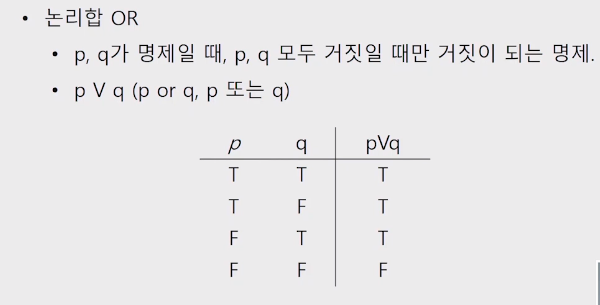 • 논리합 OR
• p, q가 명제일 때, p, q 모두 거짓일 때만 거짓이 되는 명제.
• p V q (p or q, p 또는 q)
p q pVq
T T T
T F T
F T T
F F F